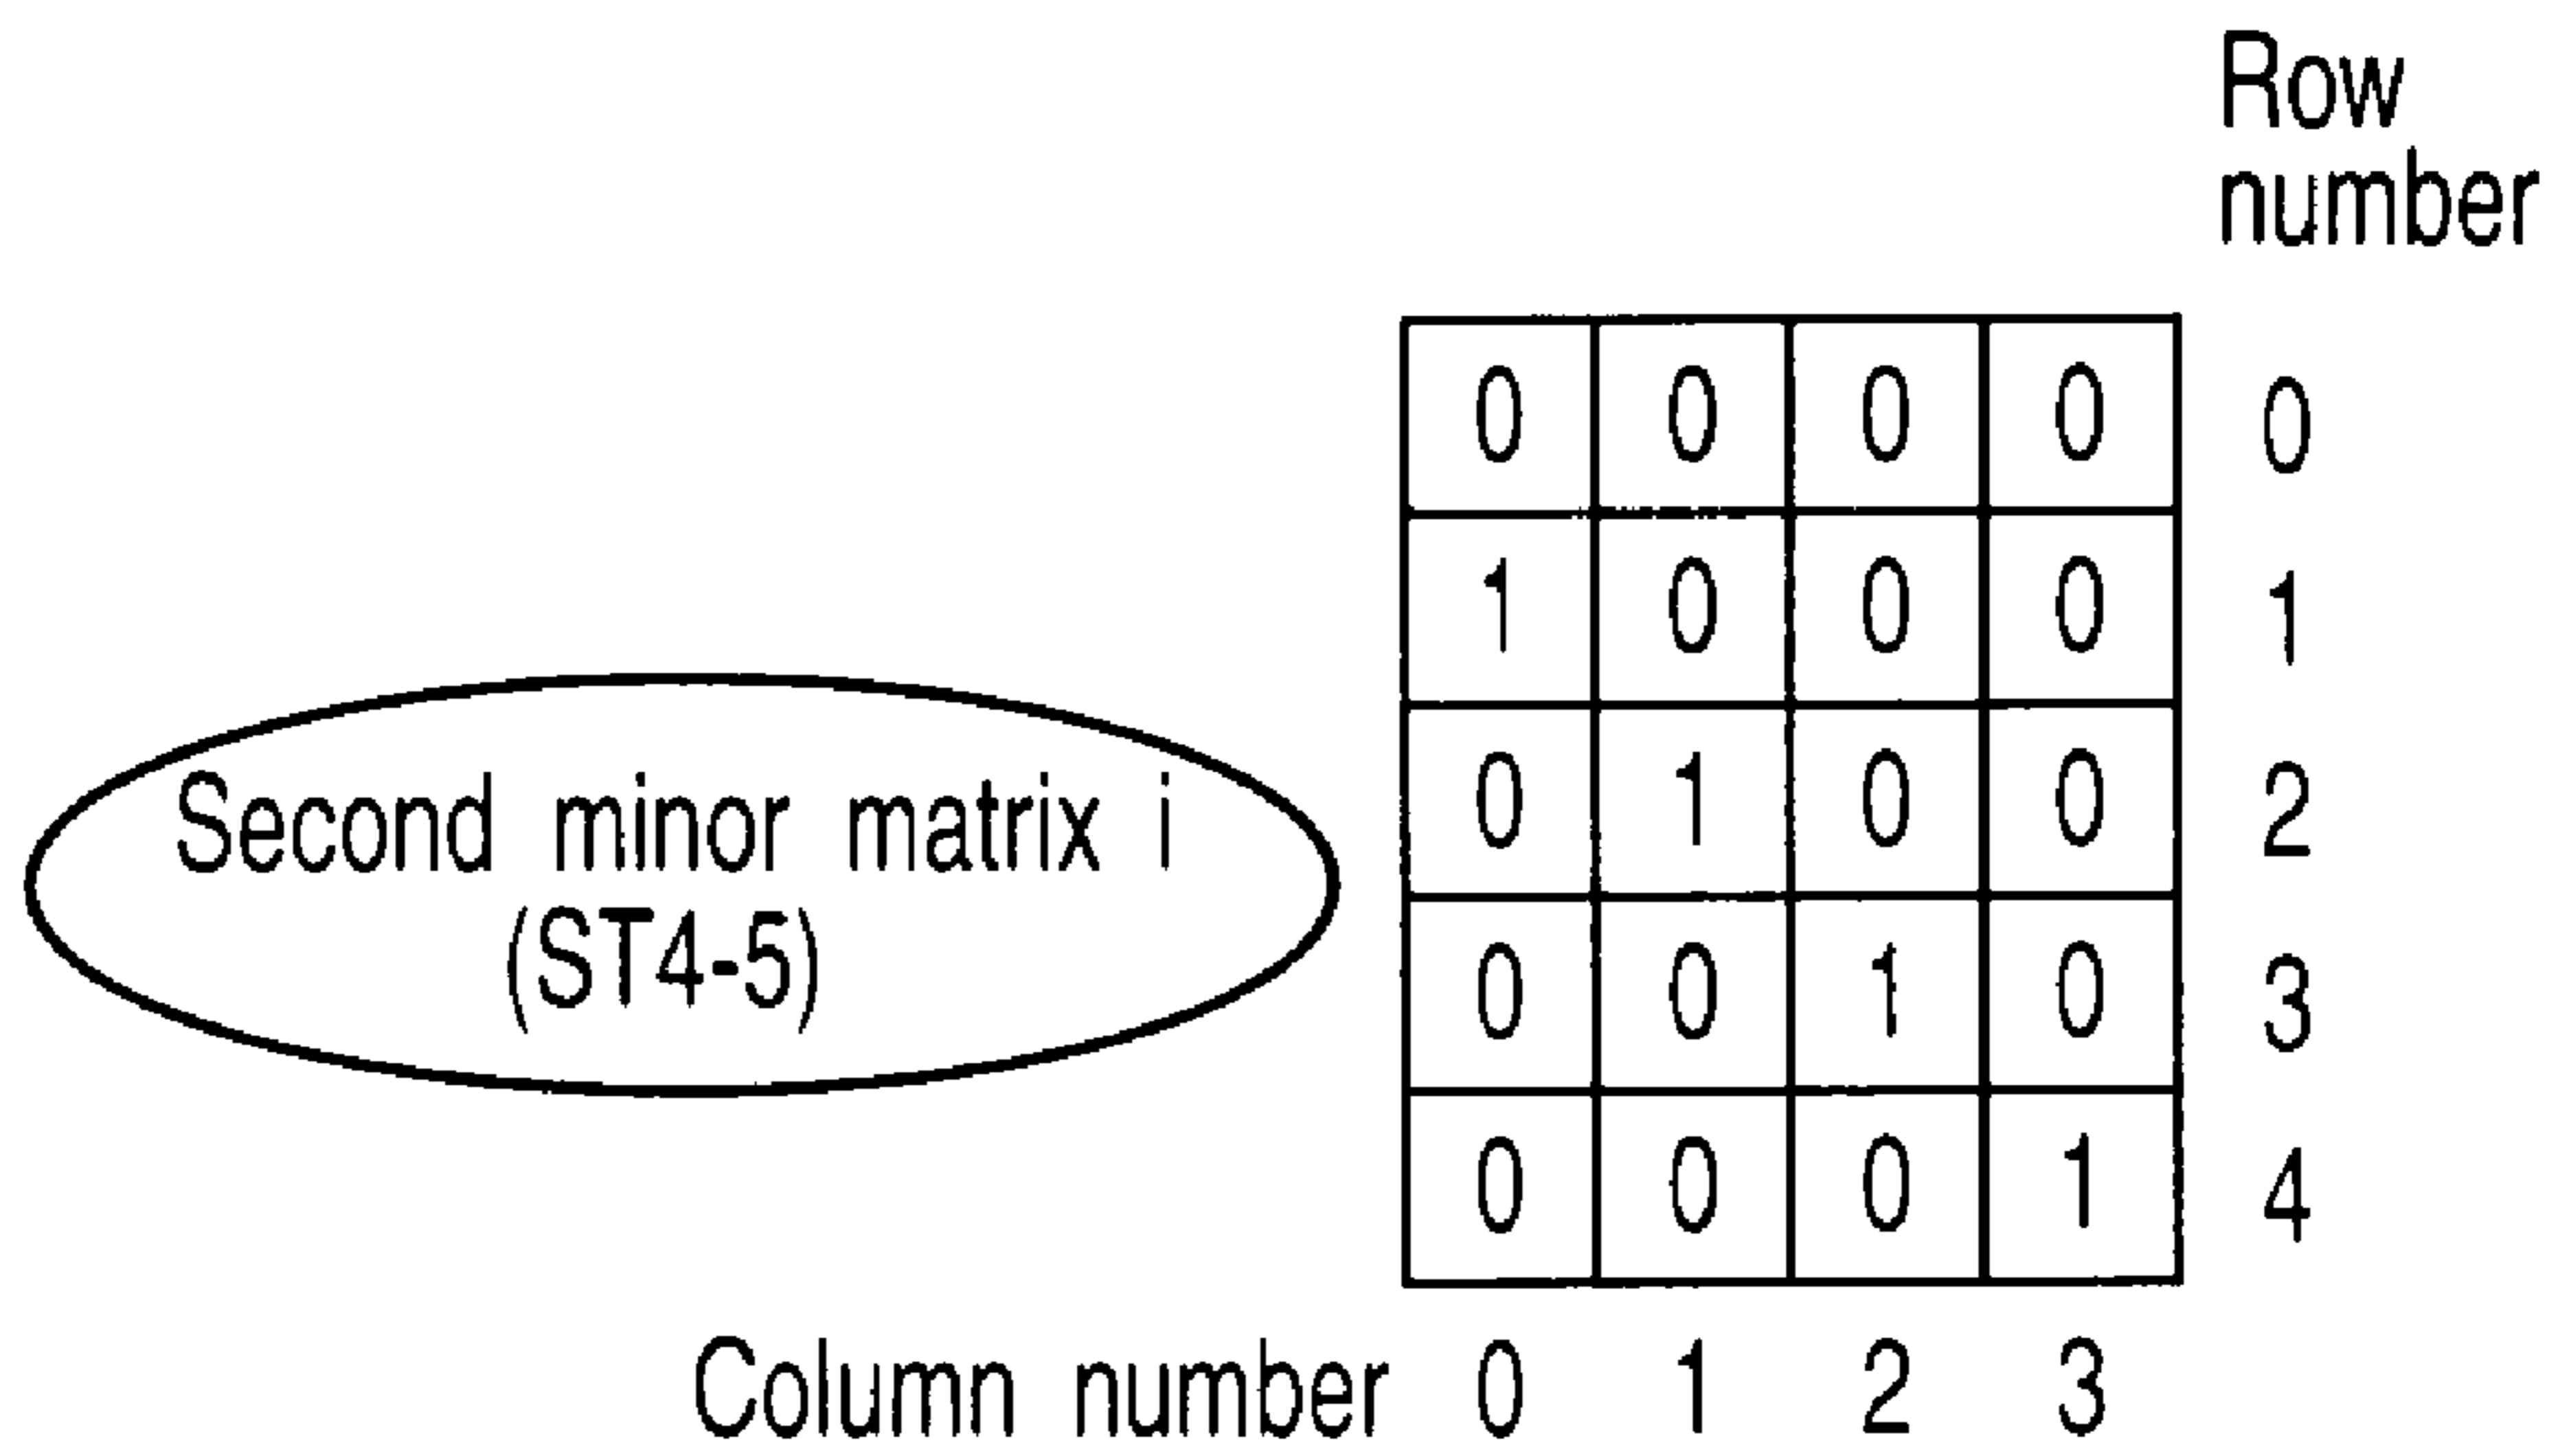 Row
number
0 0 0 0 0
1 0 0 0 1
0 1 0 0 2
0 0 1 0 3
0 0 0 1 4
Second minor matrix i
(ST4-5)
Column number 0 1 2 3